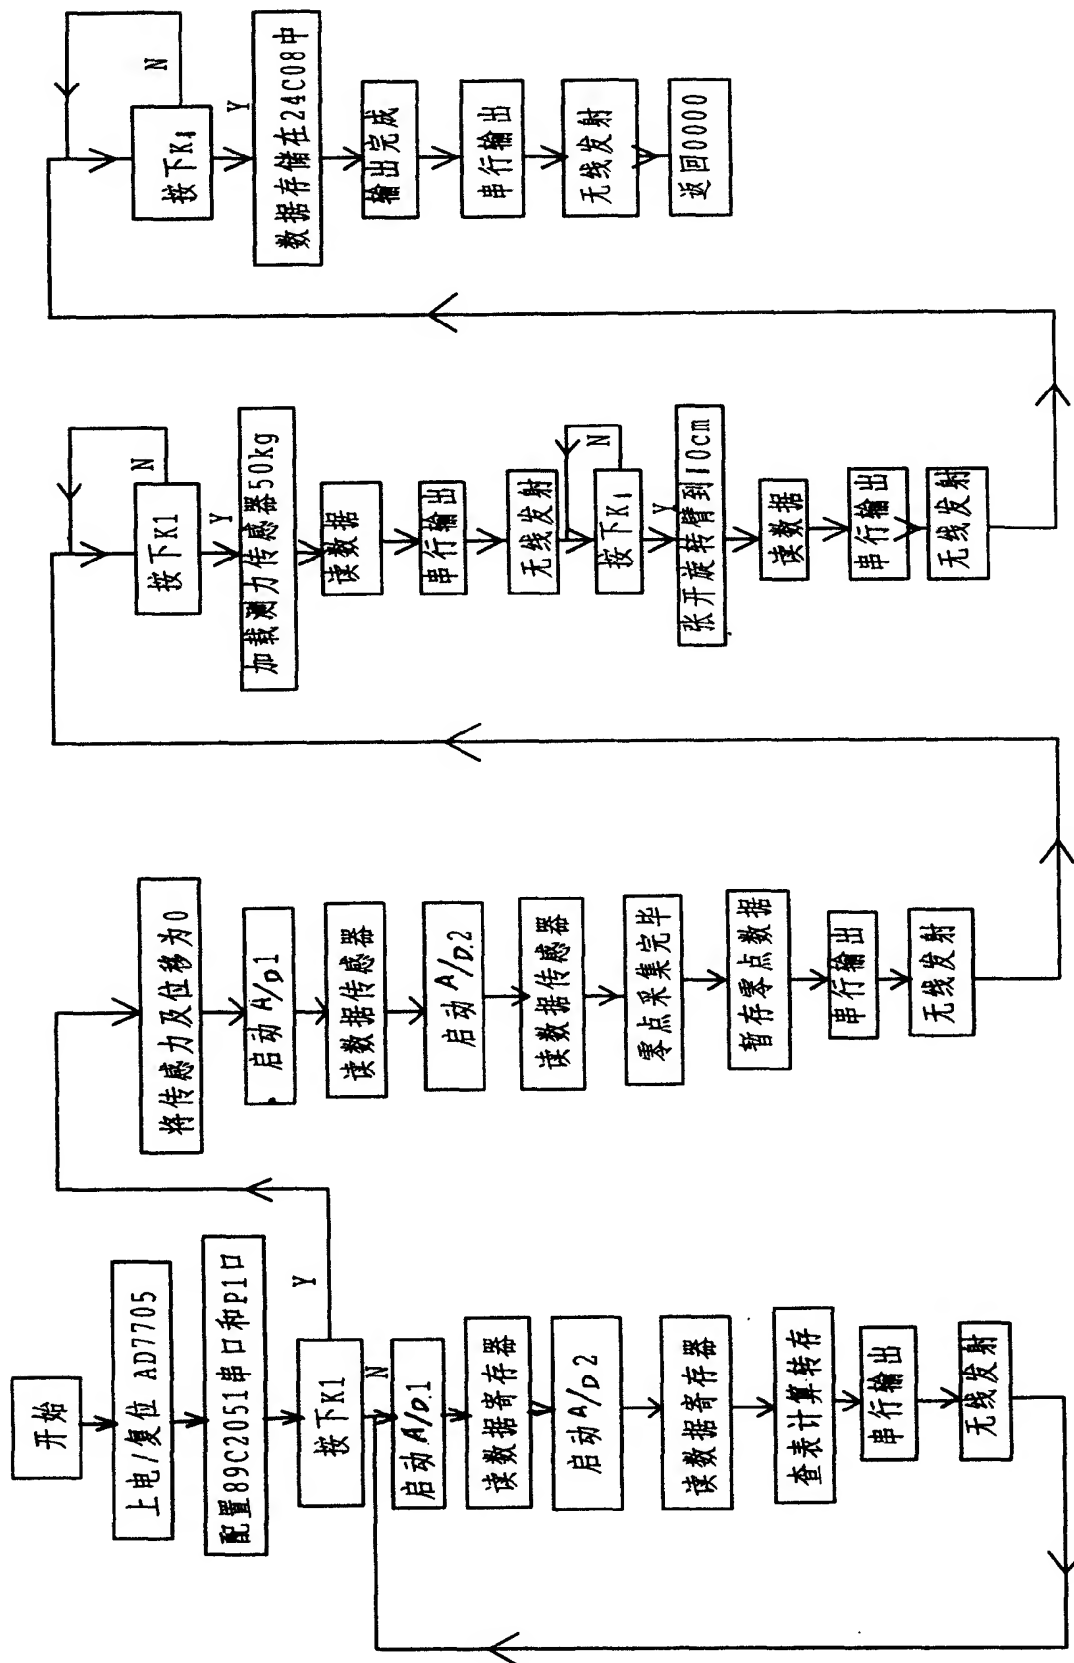 开始
上电/复位 AD7705
配置89C2051串口和P1口
按下K1
Y
N
启动 A/D.1
读数据寄存器
启动 A/D 2
读数据寄存器
查表计算转存
串行输出
无线发射
将传感力及位移为0
启动 A/D1
读数据传感器
启动 A/D.2
读数据传感器
零点采集完毕
暂存零点数据
串行输出
无线发射
按下K1
N
Y
加载测力传感器50kg
读数据
串行输出
无线发射
按下K1
N
Y
张开旋转臂到10cm
读数据
串行输出
无线发射
按下K1
N
Y
数据存储在24C08中
输出完成
串行输出
无线发射
返回0000